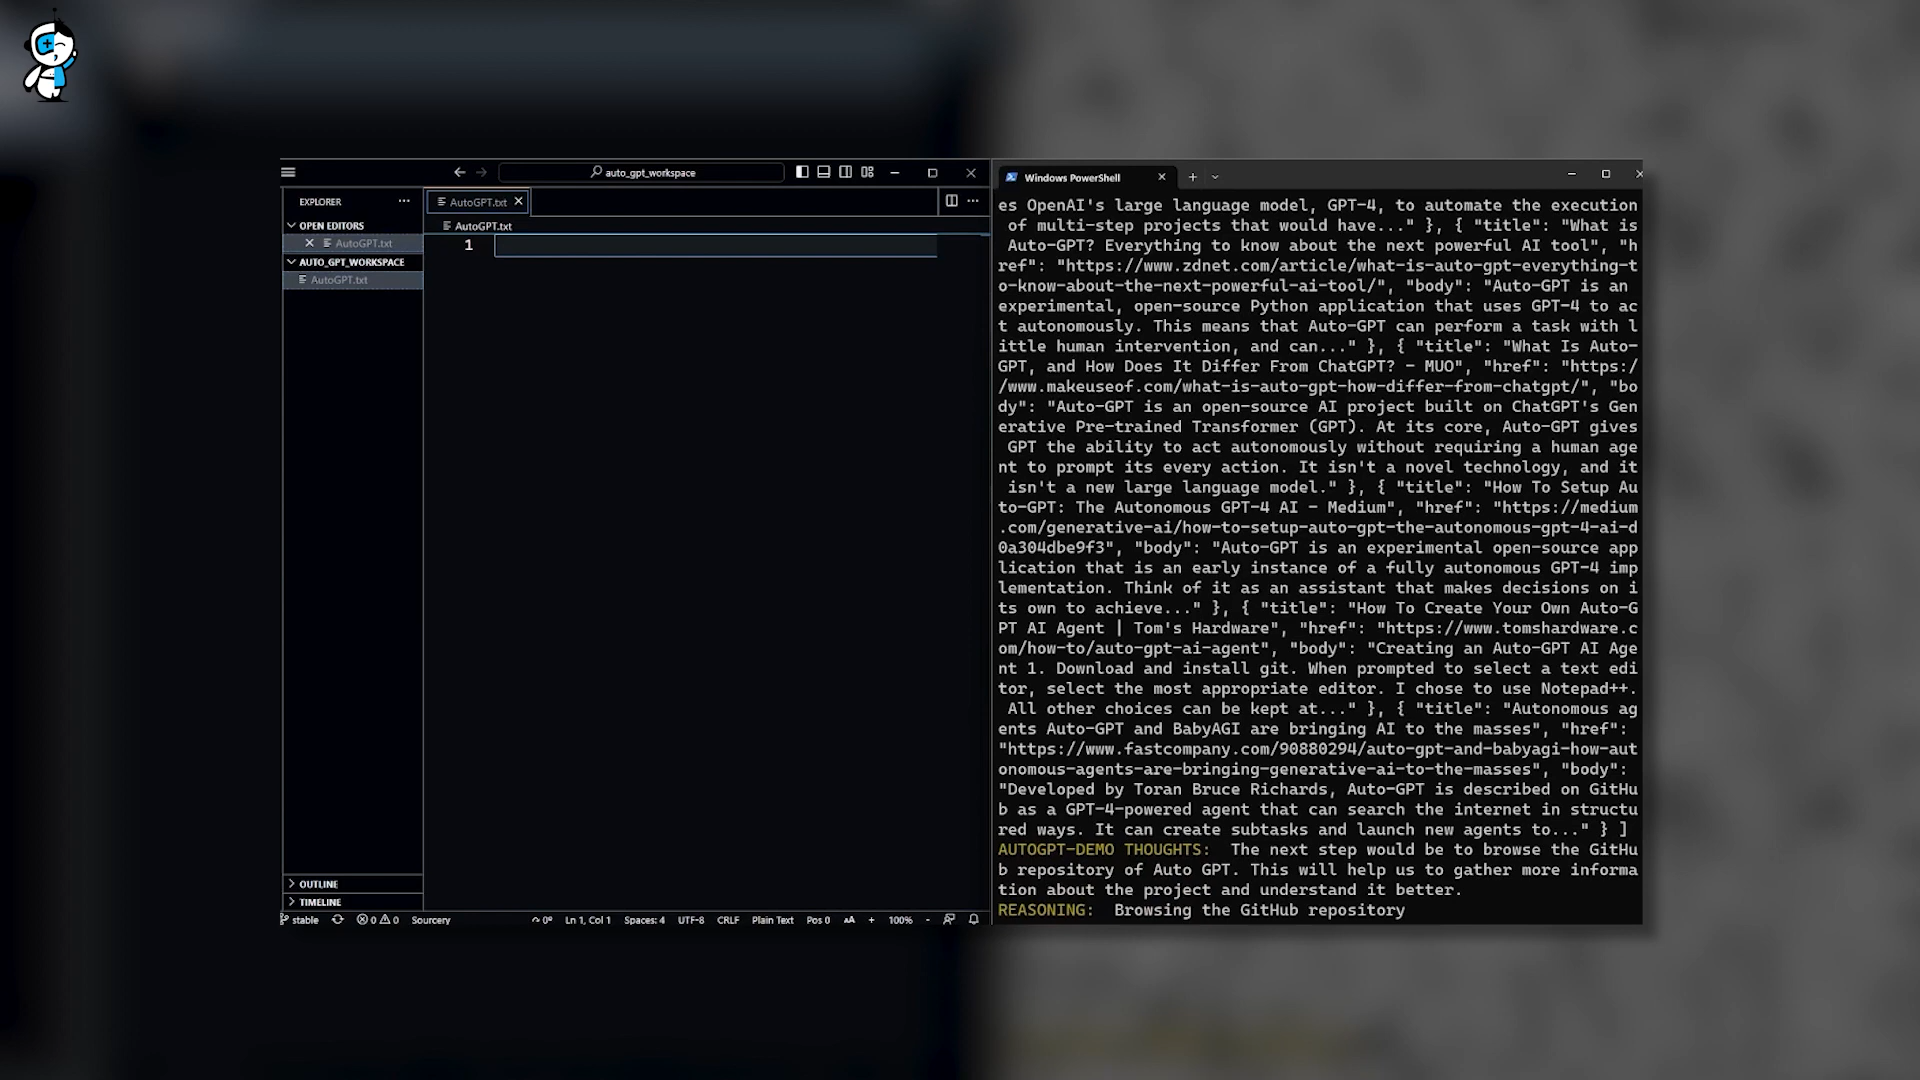 auto_gpt_workspace
EXPLORER
AutoGPT.txt
OPEN EDITORS
AutoGPT.txt
AutoGPT.txt
1
AUTO_GPT_WORKSPACE
AutoGPT.txt
OUTLINE
TIMELINE
stable
0
0
Sourcery
0
Ln 1, Col 1
Spaces: 4
UTF-8
CRLF
Plain Text
Pos 0
AA
+
100%
-
Windows PowerShell
es OpenAI's large language model, GPT-4, to automate the execution
of multi-step projects that would have..." }, { "title": "What is
Auto-GPT? Everything to know about the next powerful AI tool", "h
ref": "https://www.zdnet.com/article/what-is-auto-gpt-everything-t
o-know-about-the-next-powerful-ai-tool/", "body": "Auto-GPT is an
experimental, open-source Python application that uses GPT-4 to ac
t autonomously. This means that Auto-GPT can perform a task with l
ittle human intervention, and can..." }, { "title": "What Is Auto-
GPT, and How Does It Differ From ChatGPT? - MUO", "href": "https:/
/www.makeuseof.com/what-is-auto-gpt-how-differ-from-chatgpt/", "bo
dy": "Auto-GPT is an open-source AI project built on ChatGPT's Gen
erative Pre-trained Transformer (GPT). At its core, Auto-GPT gives
GPT the ability to act autonomously without requiring a human age
nt to prompt its every action. It isn't a novel technology, and it
isn't a new large language model." }, { "title": "How To Setup Au
to-GPT: The Autonomous GPT-4 AI - Medium", "href": "https://medium
.com/generative-ai/how-to-setup-auto-gpt-the-autonomous-gpt-4-ai-d
0a304dbe9f3", "body": "Auto-GPT is an experimental open-source app
lication that is an early instance of a fully autonomous GPT-4 imp
lementation. Think of it as an assistant that makes decisions on i
ts own to achieve..." }, { "title": "How To Create Your Own Auto-G
PT AI Agent | Tom's Hardware", "href": "https://www.tomshardware.c
om/how-to/auto-gpt-ai-agent", "body": "Creating an Auto-GPT AI Age
nt 1. Download and install git. When prompted to select a text edi
tor, select the most appropriate editor. I chose to use Notepad++.
All other choices can be kept at..." }, { "title": "Autonomous ag
ents Auto-GPT and BabyAGI are bringing AI to the masses", "href":
"https://www.fastcompany.com/90880294/auto-gpt-and-babyagi-how-aut
onomous-agents-are-bringing-generative-ai-to-the-masses", "body":
"Developed by Toran Bruce Richards, Auto-GPT is described on GitHu
b as a GPT-4-powered agent that can search the internet in structu
red ways. It can create subtasks and launch new agents to..." } ]
AUTOGPT-DEMO THOUGHTS: The next step would be to browse the GitHu
b repository of Auto GPT. This will help us to gather more informa
tion about the project and understand it better.
REASONING: Browsing the GitHub repository